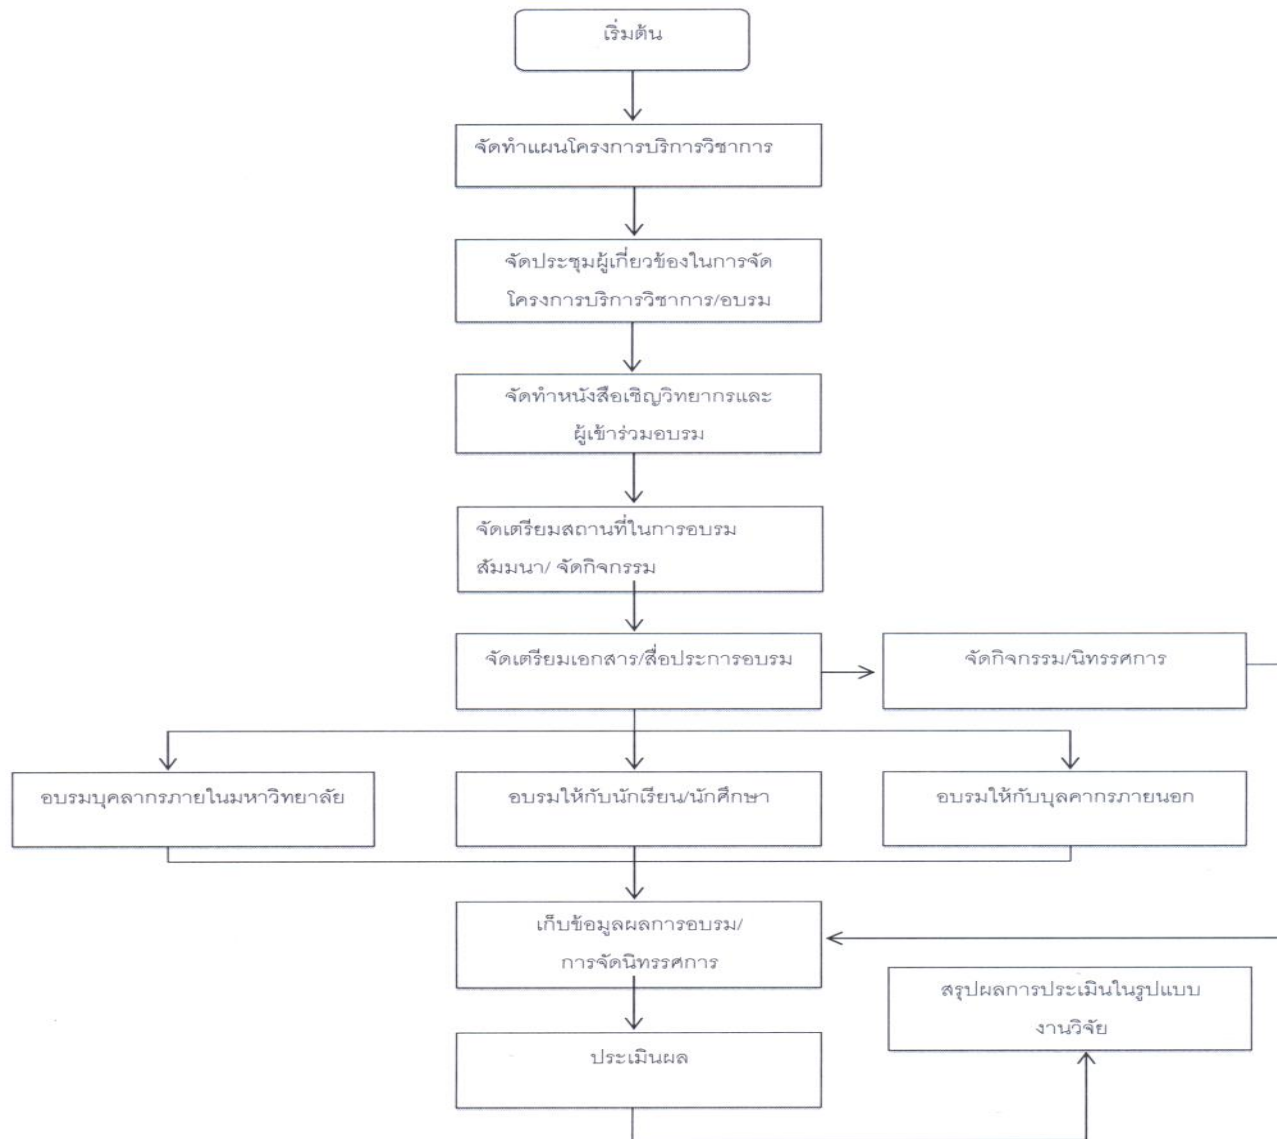 เริ่มต้น
จัดทำแผนโครงการบริการวิชาการ
จัดประชุมผู้เกี่ยวข้องในการจัด
โครงการบริการวิชาการ/อบรม
จัดทำหนังสือเชิญวิทยากรและ
ผู้เข้าร่วมอบรม
จัดเตรียมสถานที่ในการอบรม
สัมมนา/ จัดกิจกรรม
จัดเตรียมเอกสาร/สื่อประการอบรม
จัดกิจกรรม/นิทรรศการ
อบรมบุคลากรภายในมหาวิทยาลัย
อบรมให้กับนักเรียน/นักศึกษา
อบรมให้กับบุลคากรภายนอก
เก็บข้อมูลผลการอบรม/
การจัดนิทรรศการ
สรุปผลการประเมินในรูปแบบ
งานวิจัย
ประเมินผล